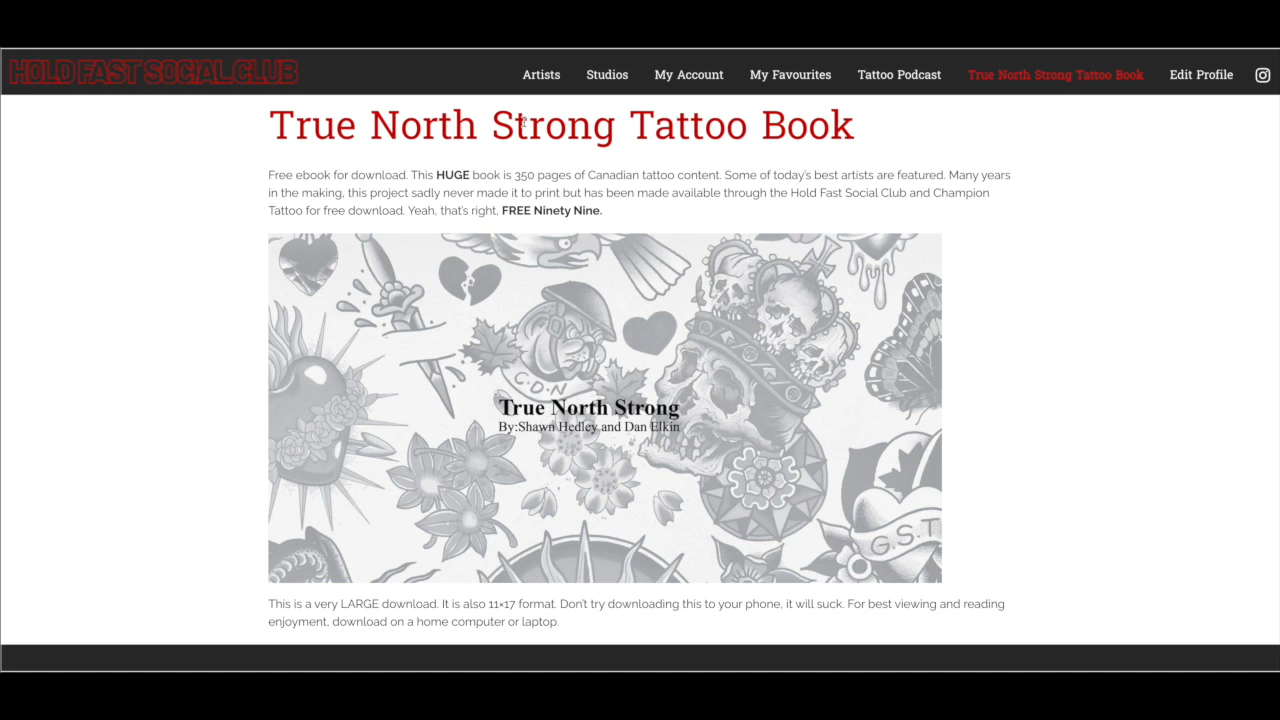 HOLD FAST SOCIAL CLUB
Artists Studios My Account My Favourites Tattoo Podcast True North Strong Tattoo Book Edit Profile
True North Strong Tattoo Book
Free ebook for download. This HUGE book is 350 pages of Canadian tattoo content. Some of today's best artists are featured. Many years
in the making, this project sadly never made it to print but has been made available through the Hold Fast Social Club and Champion
Tattoo for free download. Yeah, that's right, FREE Ninety Nine.
C.D.N
True North Strong
By:Shawn Hedley and Dan Elkin
G.S.T
This is a very LARGE download. It is also 11×17 format. Don't try downloading this to your phone, it will suck. For best viewing and reading
enjoyment, download on a home computer or laptop.